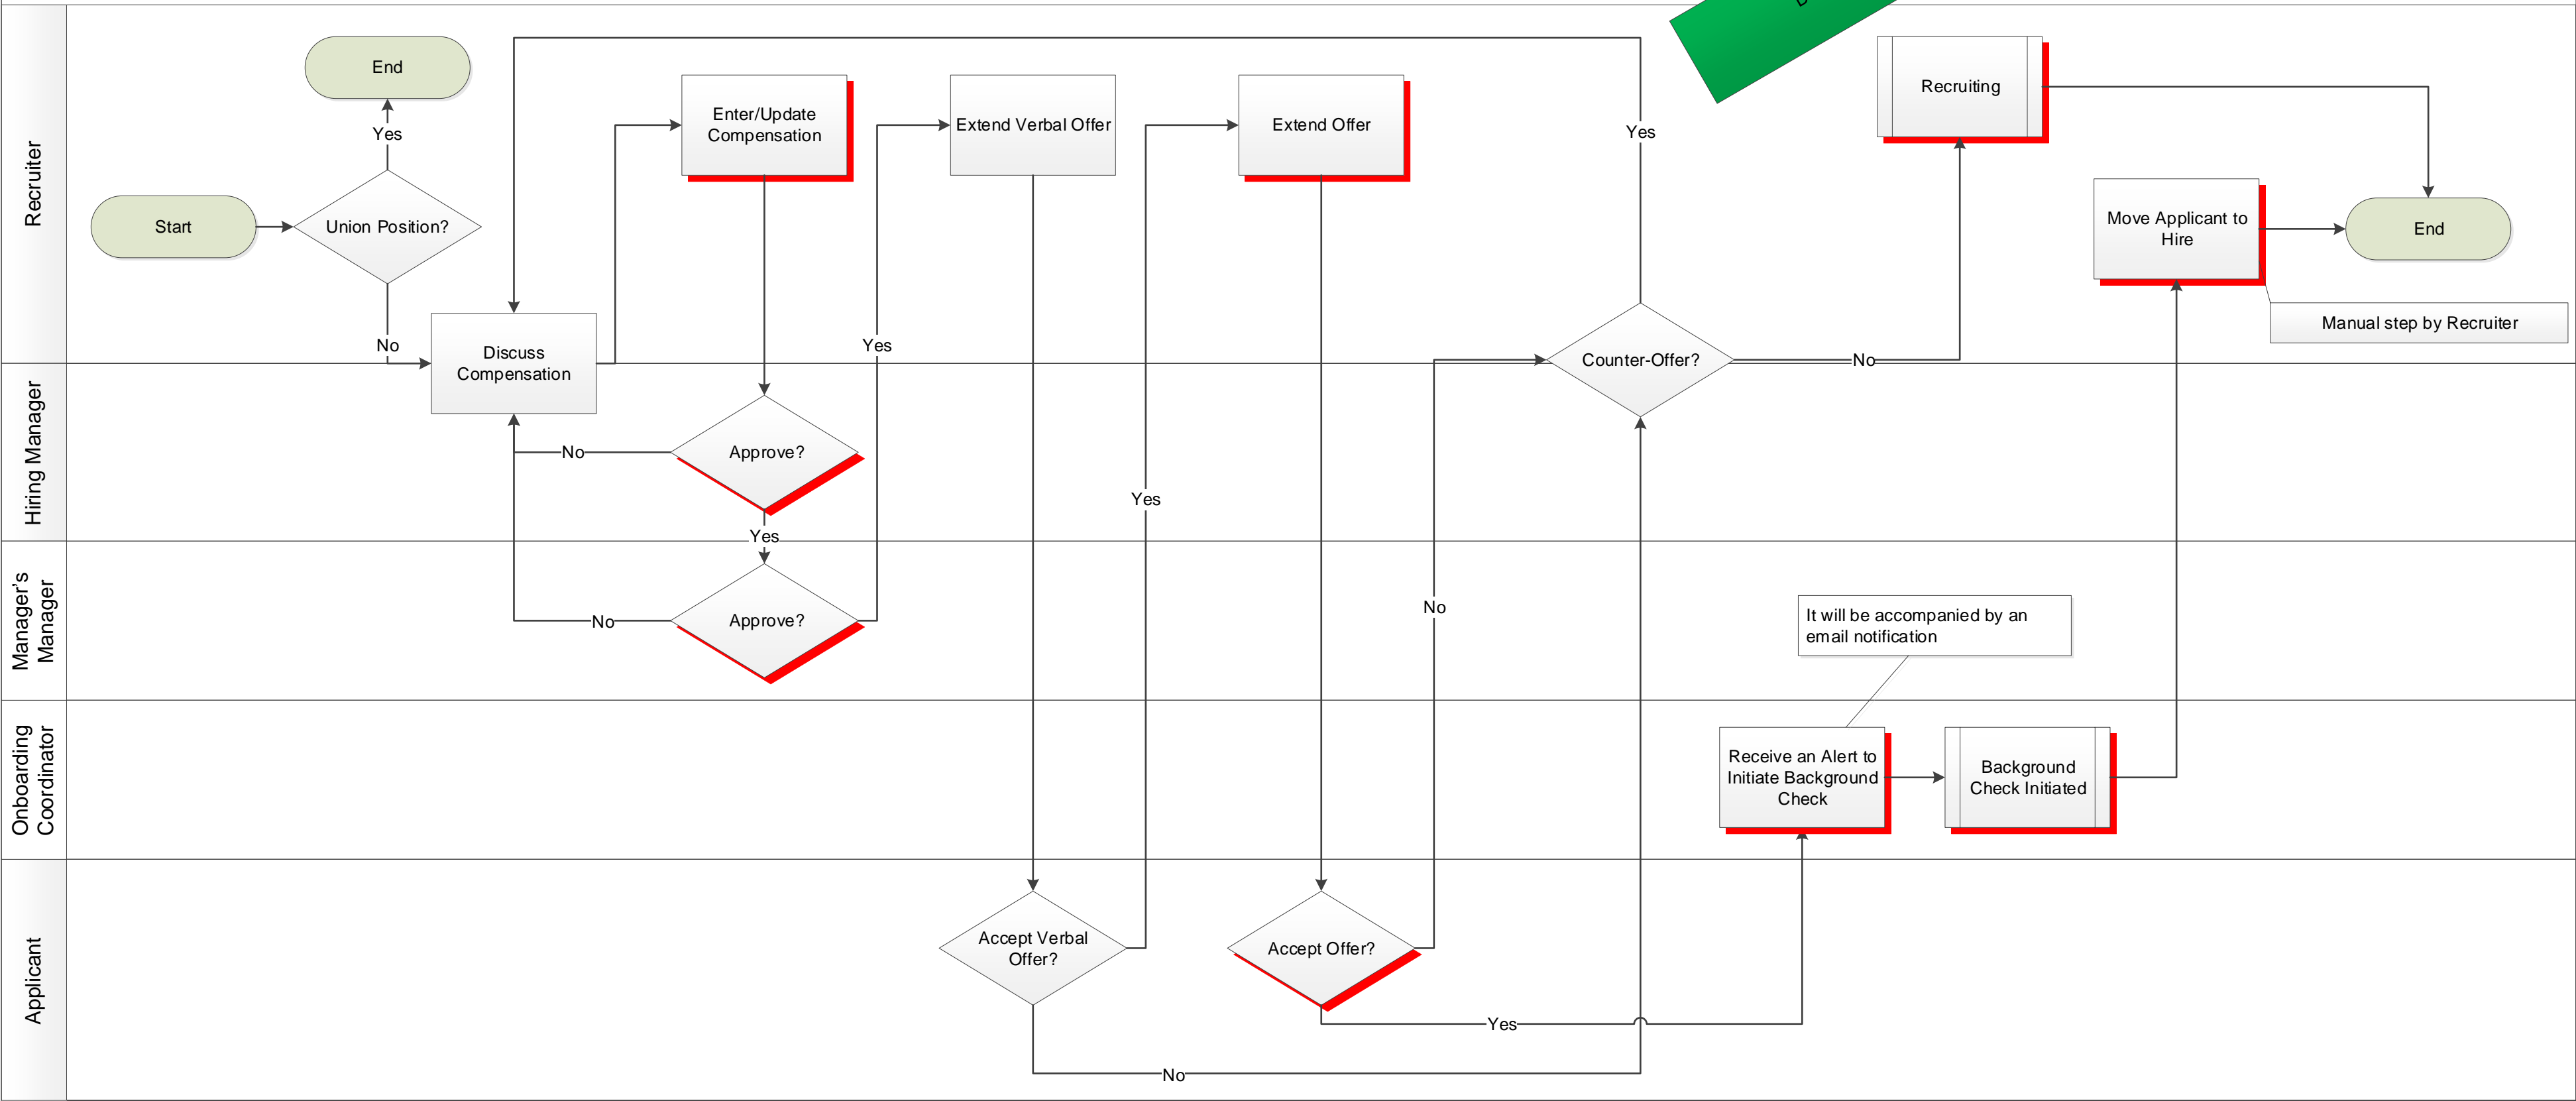 Recruiter
End
Yes
Start
Union Position?
No
Discuss
Compensation
Enter/Update
Compensation
Yes
Extend Verbal Offer
Extend Offer
Yes
Counter-Offer?
No
Recruiting
Move Applicant to
Hire
End
Manual step by Recruiter
Hiring Manager
No
Approve?
Yes
Yes
Manager's
Manager
No
Approve?
No
It will be accompanied by an
email notification
Onboarding
Coordinator
Receive an Alert to
Initiate Background
Check
Background
Check Initiated
Applicant
Accept Verbal
Offer?
Accept Offer?
Yes
No